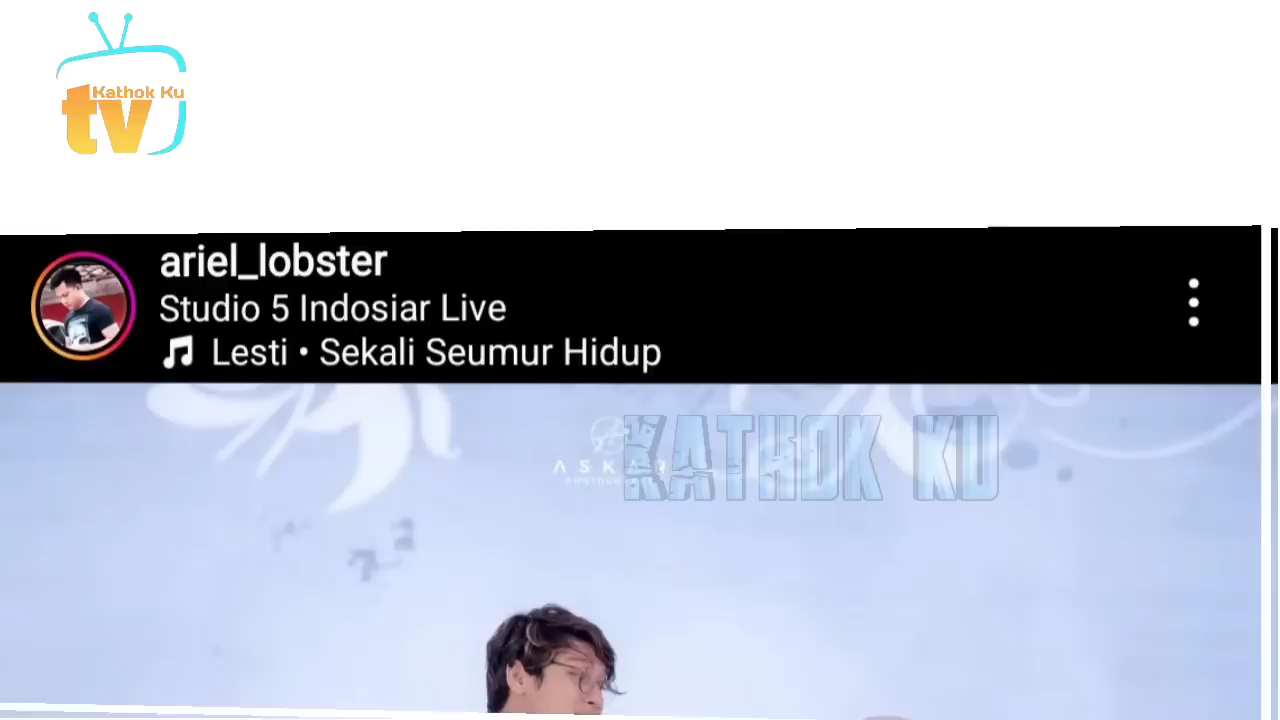 Kathok Ku
tv
ariel_lobster
Studio 5 Indosiar Live
Lesti • Sekali Seumur Hidup
KATHOK KU